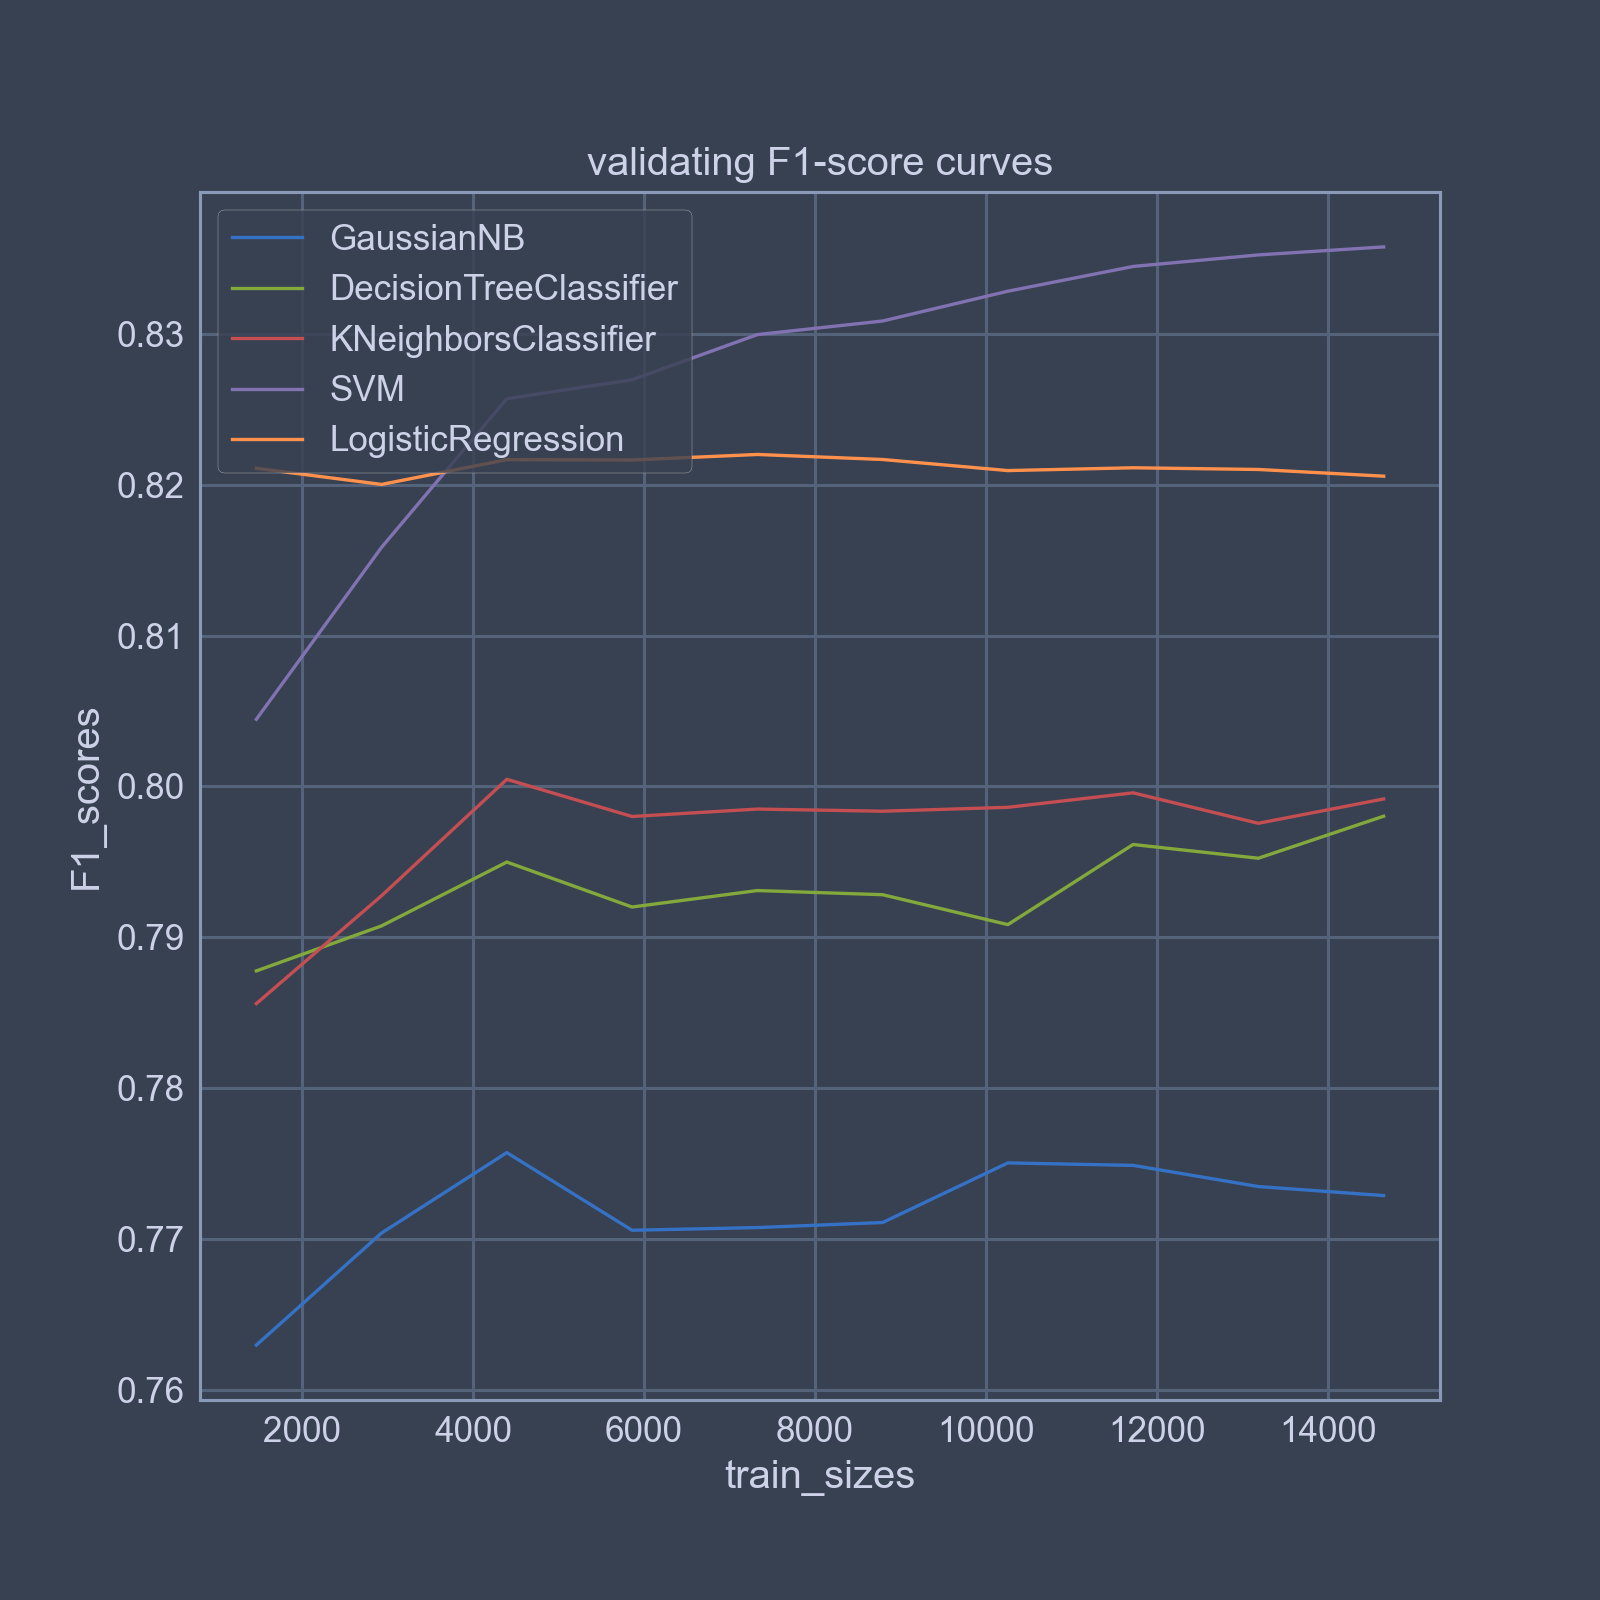 validating F1-score curves
GaussianNB
DecisionTreeClassifier
KNeighborsClassifier
SVM
LogisticRegression
0.83
0.82
0.81
0.80
0.79
0.78
0.77
0.76
F1_scores
2000 4000 6000 8000 10000 12000 14000
train_sizes